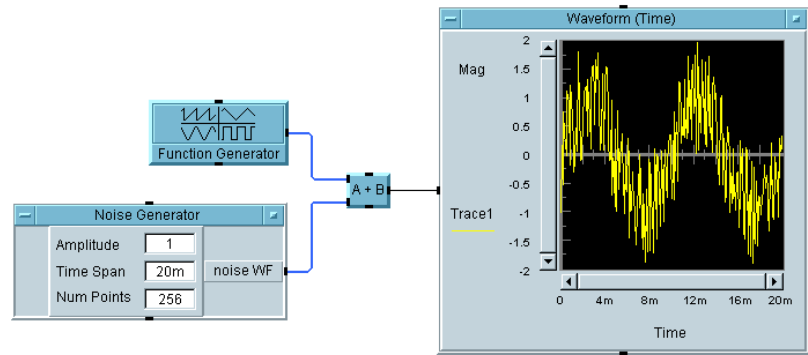 Function Generator
Noise Generator
Amplitude 1
Time Span 20m
Num Points 256
noise WF
A + B
Waveform (Time)
Mag
Trace1
2
1.5
1
0.5
0
-0.5
-1
-1.5
-2
0 4m 8m 12m 16m 20m
Time